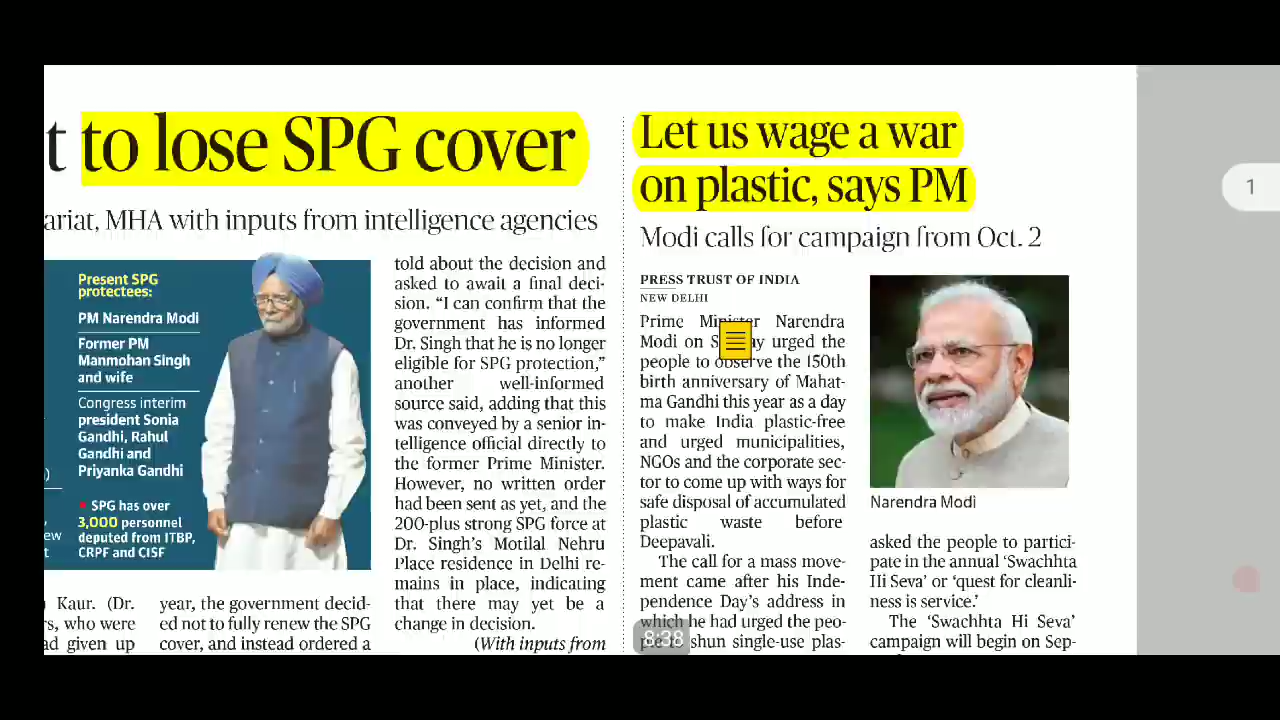 t to lose SPG cover
ariat, MHA with inputs from intelligence agencies
Present SPG
protectees:
PM Narendra Modi
Former PM
Manmohan Singh
and wife
Congress interim
president Sonia
Gandhi, Rahul
Gandhi and
Priyanka Gandhi
SPG has over
3,000 personnel
deputed from ITBP,
CRPF and CISF
)
ew
t
Kaur. (Dr.
rs, who were
ad given up
year, the government decid-
ed not to fully renew the SPG
cover, and instead ordered a
told about the decision and
asked to await a final deci-
sion. “I can confirm that the
government has informed
Dr. Singh that he is no longer
eligible for SPG protection,”
another well-informed
source said, adding that this
was conveyed by a senior in-
telligence official directly to
the former Prime Minister.
However, no written order
had been sent as yet, and the
200-plus strong SPG force at
Dr. Singh’s Motilal Nehru
Place residence in Delhi re-
mains in place, indicating
that there may yet be a
change in decision.
(With inputs from
Let us wage a war
on plastic, says PM
Modi calls for campaign from Oct. 2
PRESS TRUST OF INDIA
NEW DELHI
Prime Minister Narendra
Modi on urged the
people to observe the 150th
birth anniversary of Mahat-
ma Gandhi this year as a day
to make India plastic-free
and urged municipalities,
NGOs and the corporate sec-
tor to come up with ways for
safe disposal of accumulated
plastic waste before
Deepavali.
The call for a mass move-
ment came after his Inde-
pendence Day’s address in
which he had urged the peo-
shun single-use plas-
8:38
Narendra Modi
asked the people to partici-
pate in the annual ‘Swachhta
Hi Seva’ or ‘quest for cleanli-
ness is service.’
The ‘Swachhta Hi Seva’
campaign will begin on Sep-
1